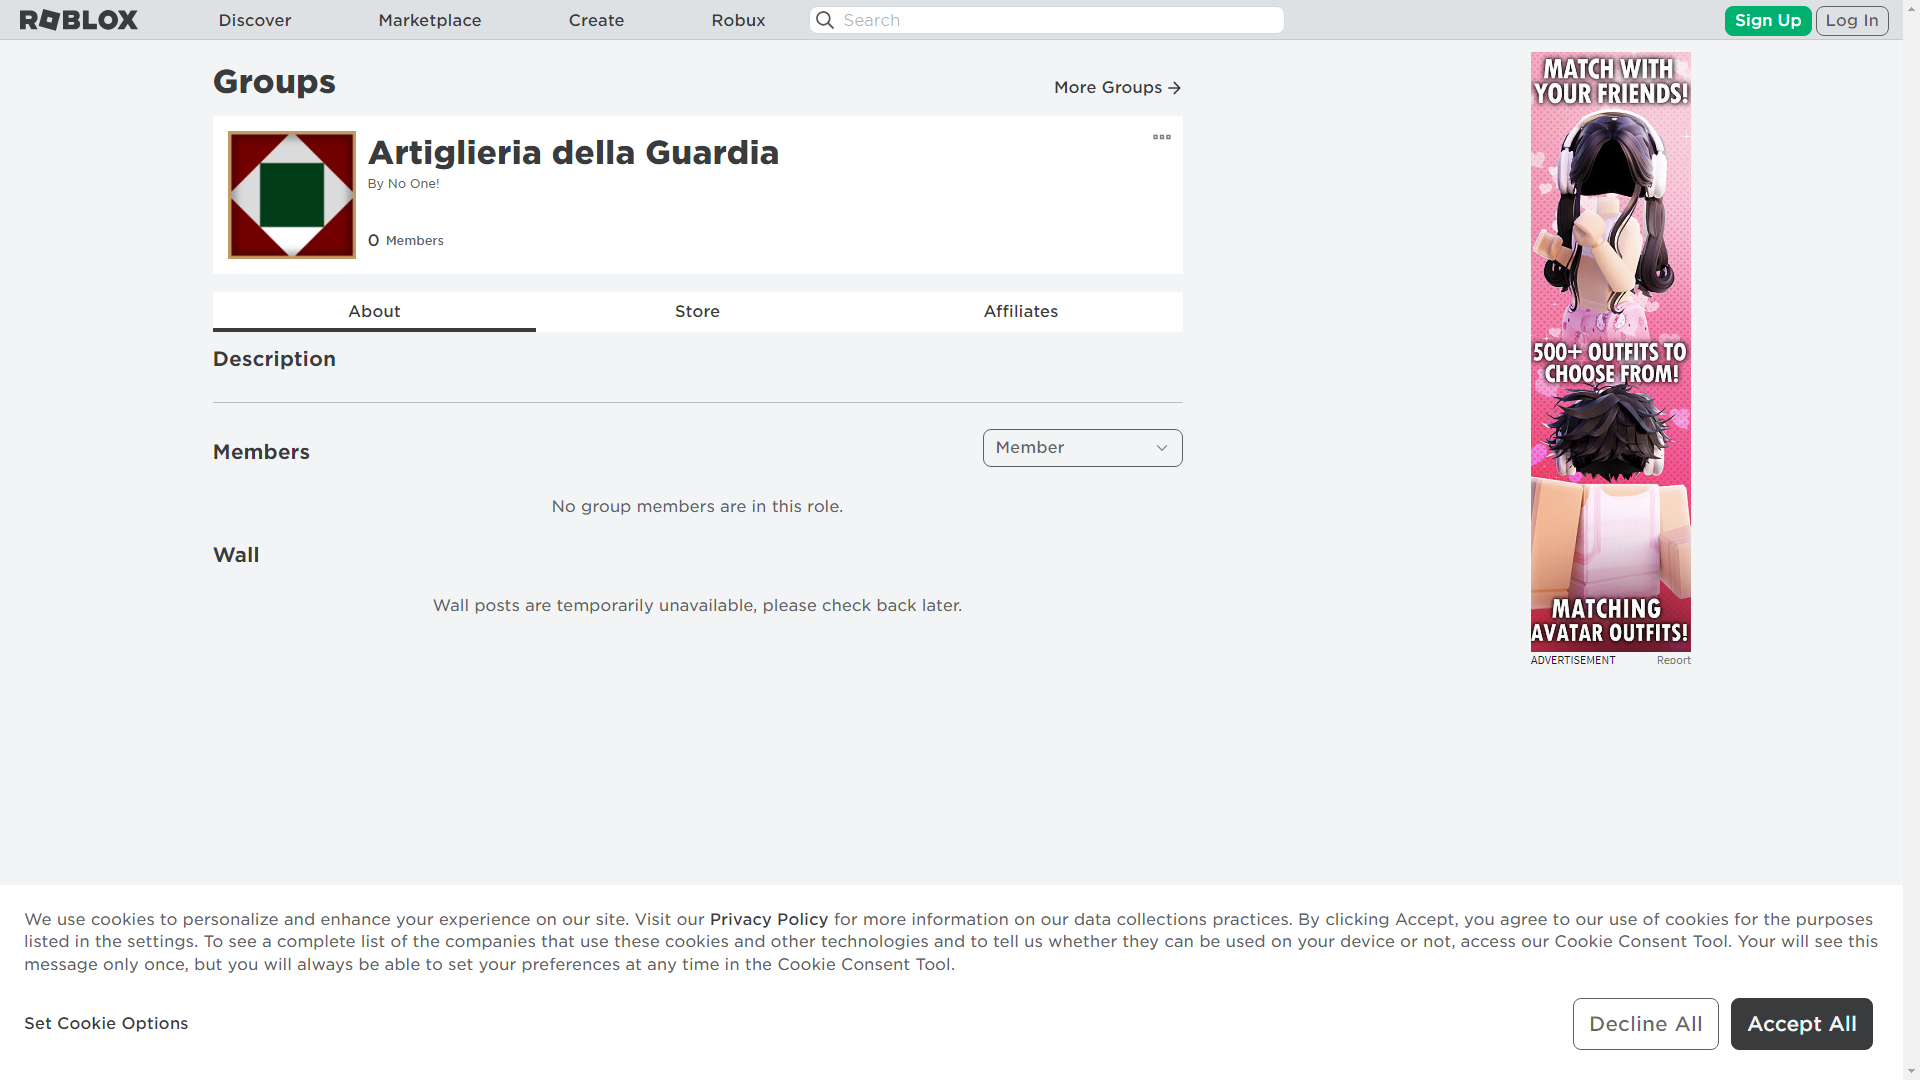 ROBLOX
Discover
Marketplace
Create
Robux
Search
Sign Up
Log In
Groups
More Groups
Artiglieria della Guardia
By No One!
0 Members
About
Store
Affiliates
Description
Members
Member
No group members are in this role.
Wall
Wall posts are temporarily unavailable, please check back later.
MATCH WITH
YOUR FRIENDS!
500+ OUTFITS TO
CHOOSE FROM!
MATCHING
AVATAR OUTFITS!
ADVERTISEMENT
Report
We use cookies to personalize and enhance your experience on our site. Visit our Privacy Policy for more information on our data collections practices. By clicking Accept, you agree to our use of cookies for the purposes
listed in the settings. To see a complete list of the companies that use these cookies and other technologies and to tell us whether they can be used on your device or not, access our Cookie Consent Tool. Your will see this
message only once, but you will always be able to set your preferences at any time in the Cookie Consent Tool.
Set Cookie Options
Decline All
Accept All